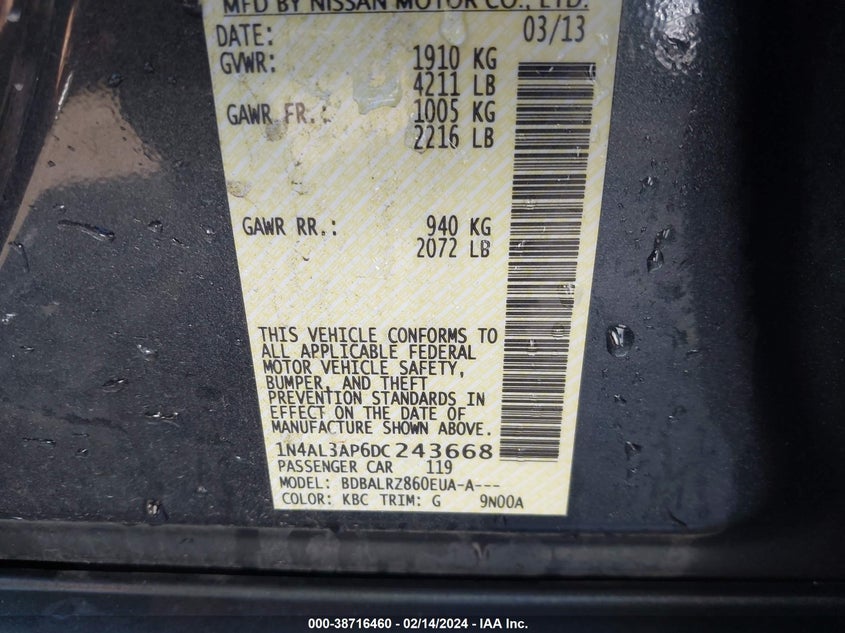 MFD BY NISSAN MOTOR CO., LTD.
DATE: 03/13
GVWR: 1910 KG
4211 LB
GAWR FR.: 1005 KG
2216 LB
GAWR RR.: 940 KG
2072 LB
THIS VEHICLE CONFORMS TO
ALL APPLICABLE FEDERAL
MOTOR VEHICLE SAFETY,
BUMPER, AND THEFT
PREVENTION STANDARDS IN
EFFECT ON THE DATE OF
MANUFACTURE SHOWN ABOVE.
1N4AL3AP6DC243668
PASSENGER CAR 119
MODEL: BDBALRZ860EUA-A---
COLOR: KBC TRIM: G 9N00A
000-38716460 - 02/14/2024 - IAA Inc.